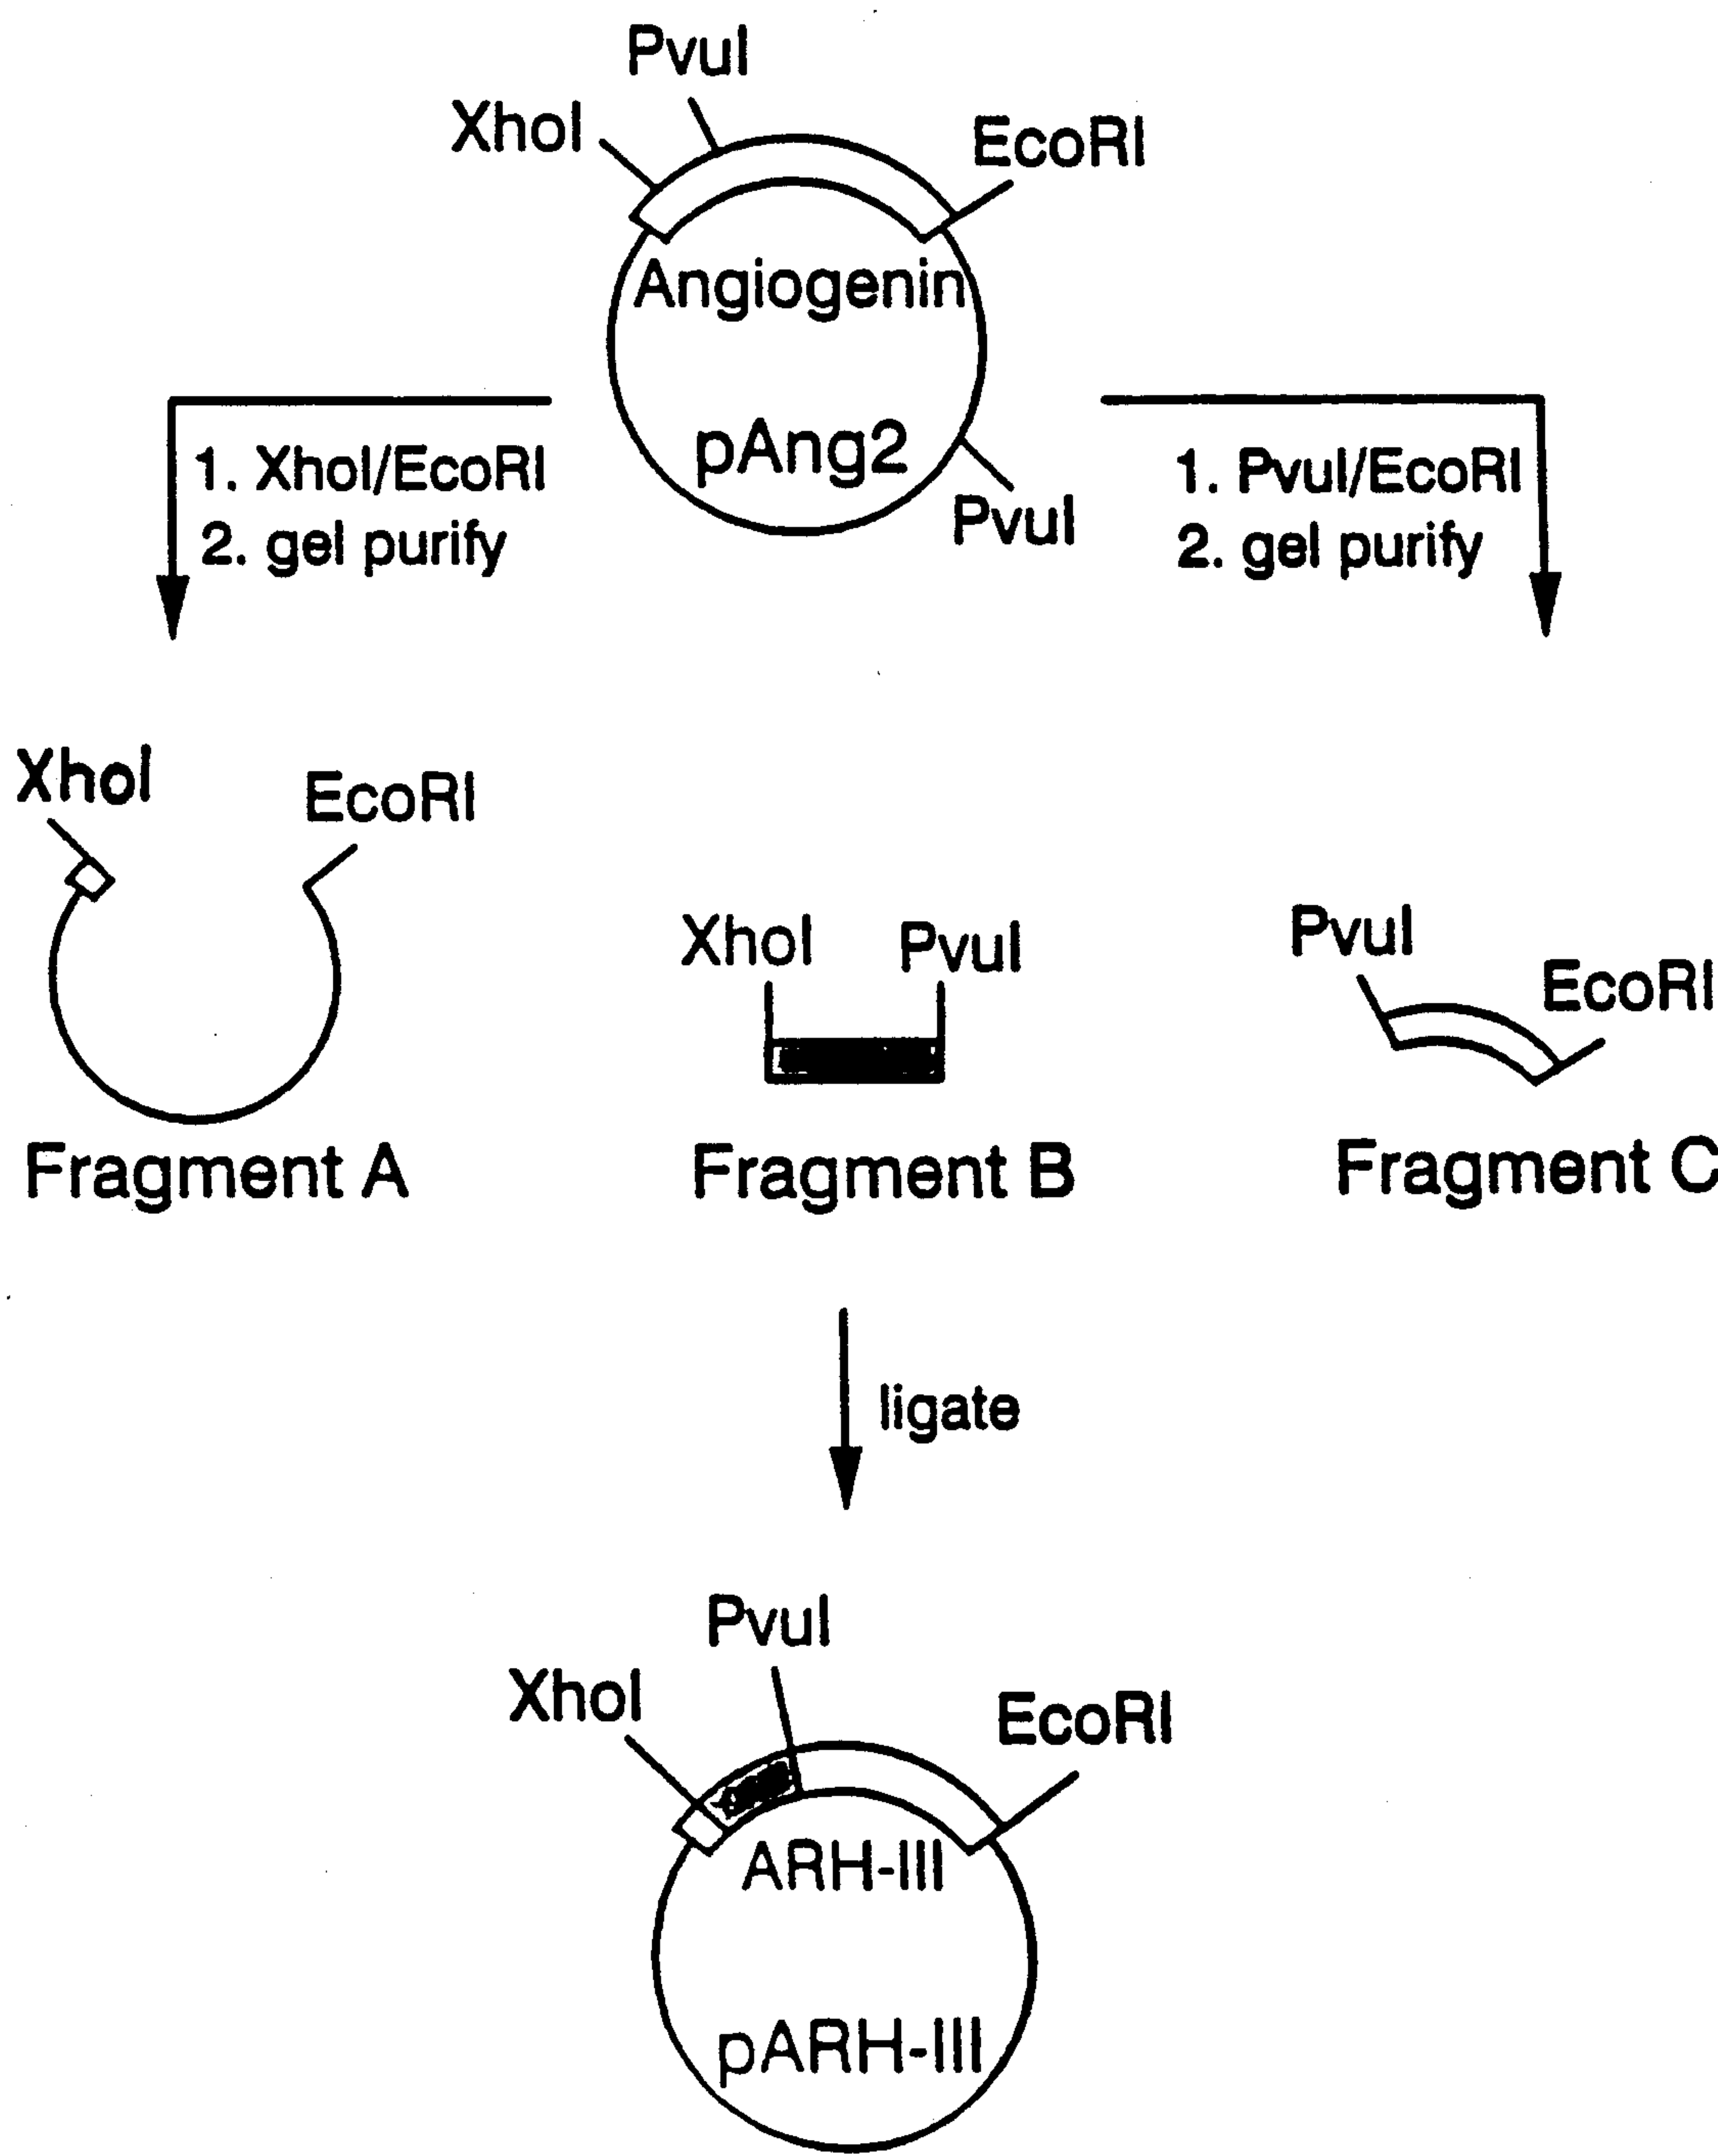 PvuI
XhoI
EcoRI
Angiogenin
pAng2
PvuI
1. XhoI/EcoRI
2. gel purify
1. PvuI/EcoRI
2. gel purify
XhoI
EcoRI
Fragment A
XhoI
PvuI
Fragment B
PvuI
EcoRI
Fragment C
ligate
PvuI
XhoI
EcoRI
ARH-III
pARH-III